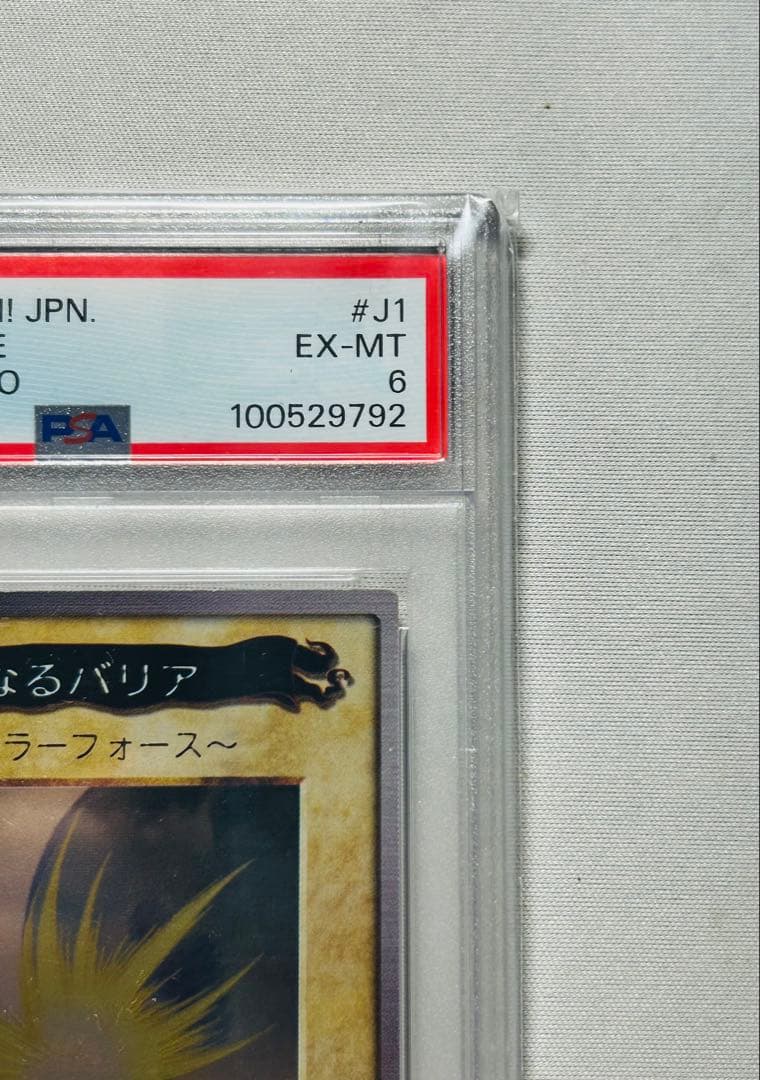 ! JPN. #J1
E EX-MT
O 6
PSA 100529792
なるバリア
ラーフォース～